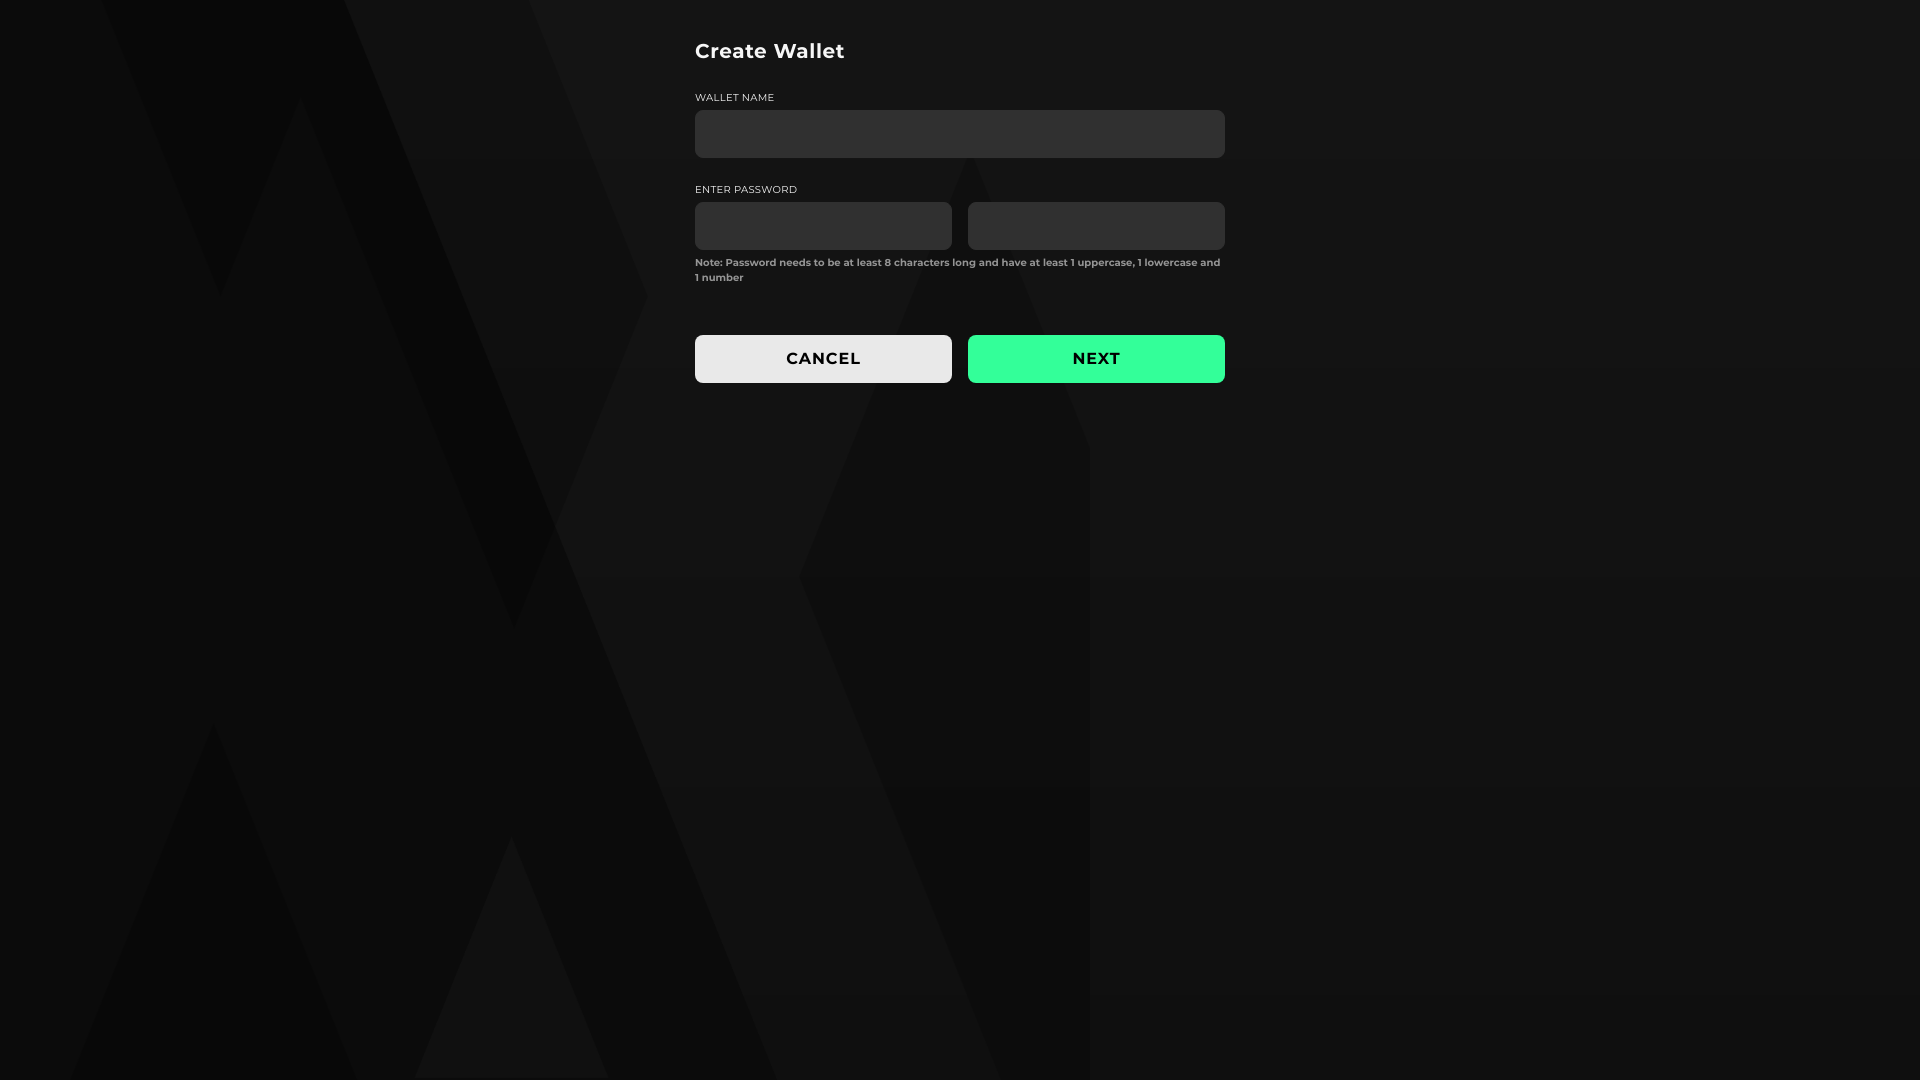 Create Wallet
WALLET NAME
ENTER PASSWORD
Note: Password needs to be at least 8 characters long and have at least 1 uppercase, 1 lowercase and
1 number
CANCEL
NEXT